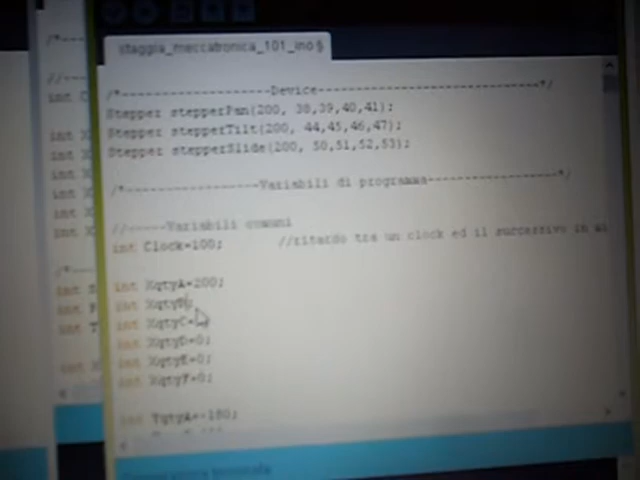 staggia_meccatronica_101_ino §
/*--------------------Device------------------------------*/
Stepper stepperPan(200, 38,39,40,41);
Stepper stepperTilt(200, 44,45,46,47);
Stepper stepperSlide(200, 50,51,52,53);
/*------------------Variabili di programma-----------------*/
//-----Variabili comuni
int Clock=100; //ritardo tra un clock ed il successivo in
int XqtyA=200;
int XqtyB;
int XqtyC=
int XqtyD=0;
int XqtyE=0;
int XqtyF=0;
int TqtyA=-180;